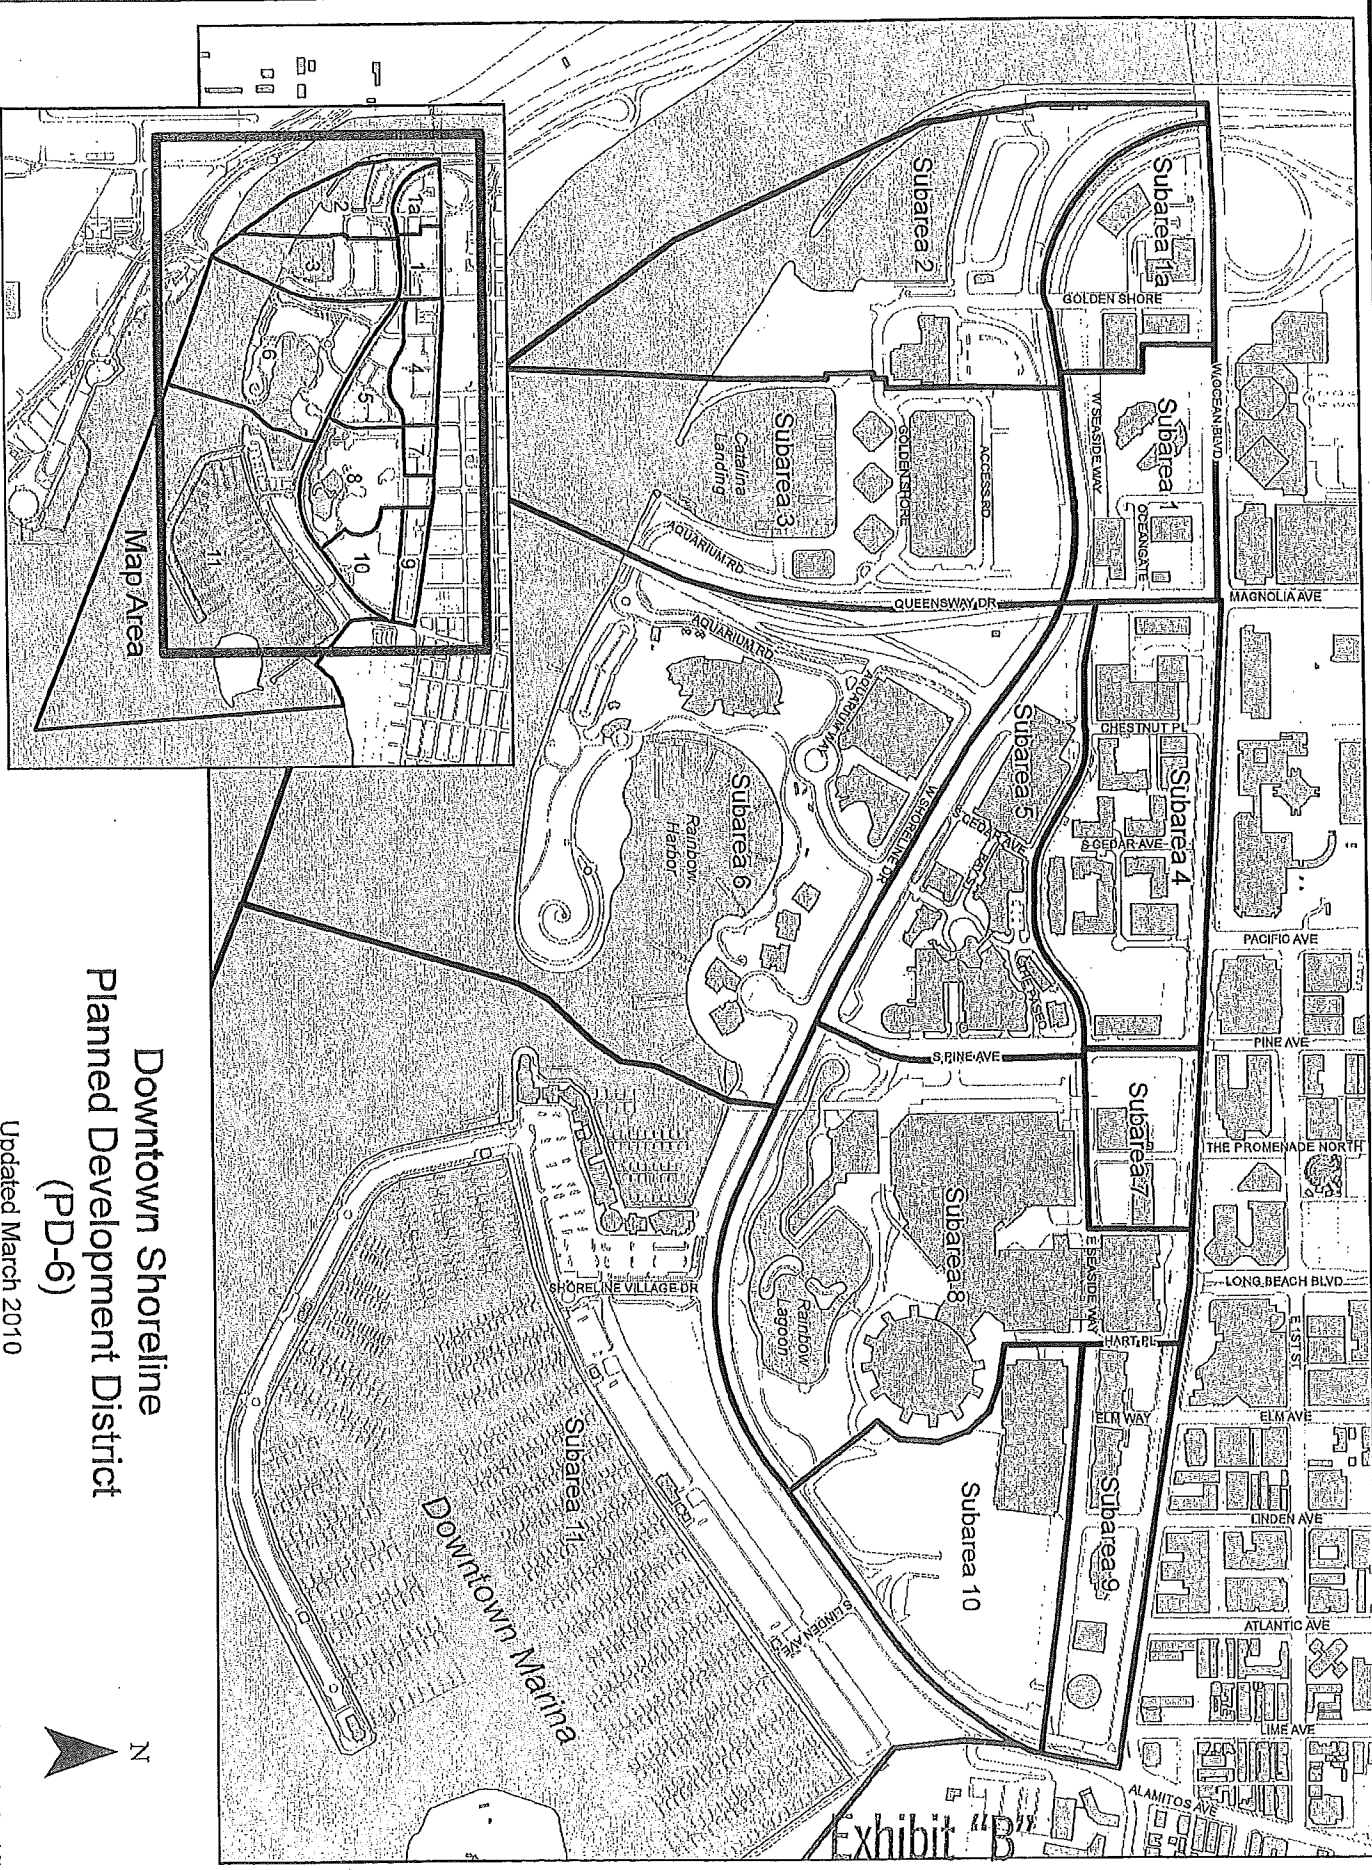 Subarea 1a
Subarea 2
GOLDEN SHORE
W OCEAN BLVD
W SEASIDE WAY
Subarea 1
OCEANGATE
Subarea 3
Catalina
Landing
GOLDEN SHORE
ACCESS RD
AQUARIUM RD
QUEENSWAY DR
MAGNOLIA AVE
AQUARIUM RD
AQUARIUM WAY
CHESTNUT PL
Subarea 5
Subarea 4
S CEDAR AVE
S CEDAR AVE
W SHORELINE DR
Subarea 6
Rainbow
Harbor
PACIFIC AVE
PINE AVE
S PINE AVE
Subarea 7
THE PROMENADE NORTH
Subarea 8
E SEASIDE WAY
LONG BEACH BLVD
SHORELINE VILLAGE DR
Rainbow
Lagoon
HART PL
E 1ST ST
ELM WAY
ELM AVE
Subarea 11
Subarea 10
Subarea 9
LINDEN AVE
Downtown Marina
S LINDEN AVE
ATLANTIC AVE
LIME AVE
ALAMITOS AVE
1a
2
1
3
4
5
6
7
8
9
10
11
Map Area
Downtown Shoreline
Planned Development District
(PD-6)
Updated March 2010
N
Exhibit "B"